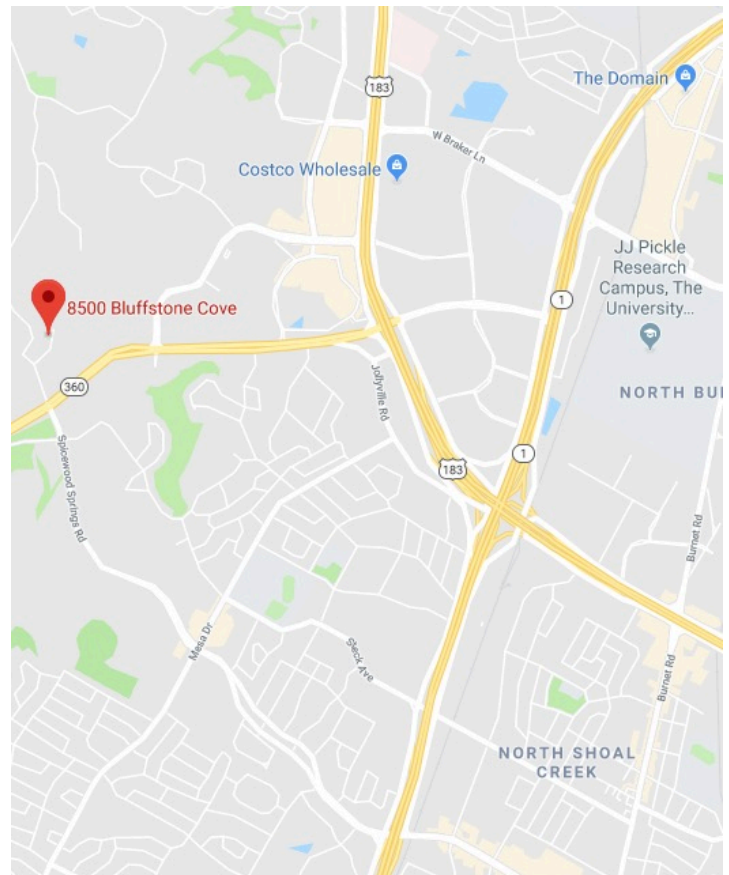 183
The Domain
W Braker Ln
Costco Wholesale
JJ Pickle
Research
Campus, The
University...
8500 Bluffstone Cove
1
360
Jollyville Rd
NORTH BUI
Spicewood Springs Rd
183
1
Burnet Rd
Mesa Dr
Steck Ave
Burnet Rd
NORTH SHOAL
CREEK